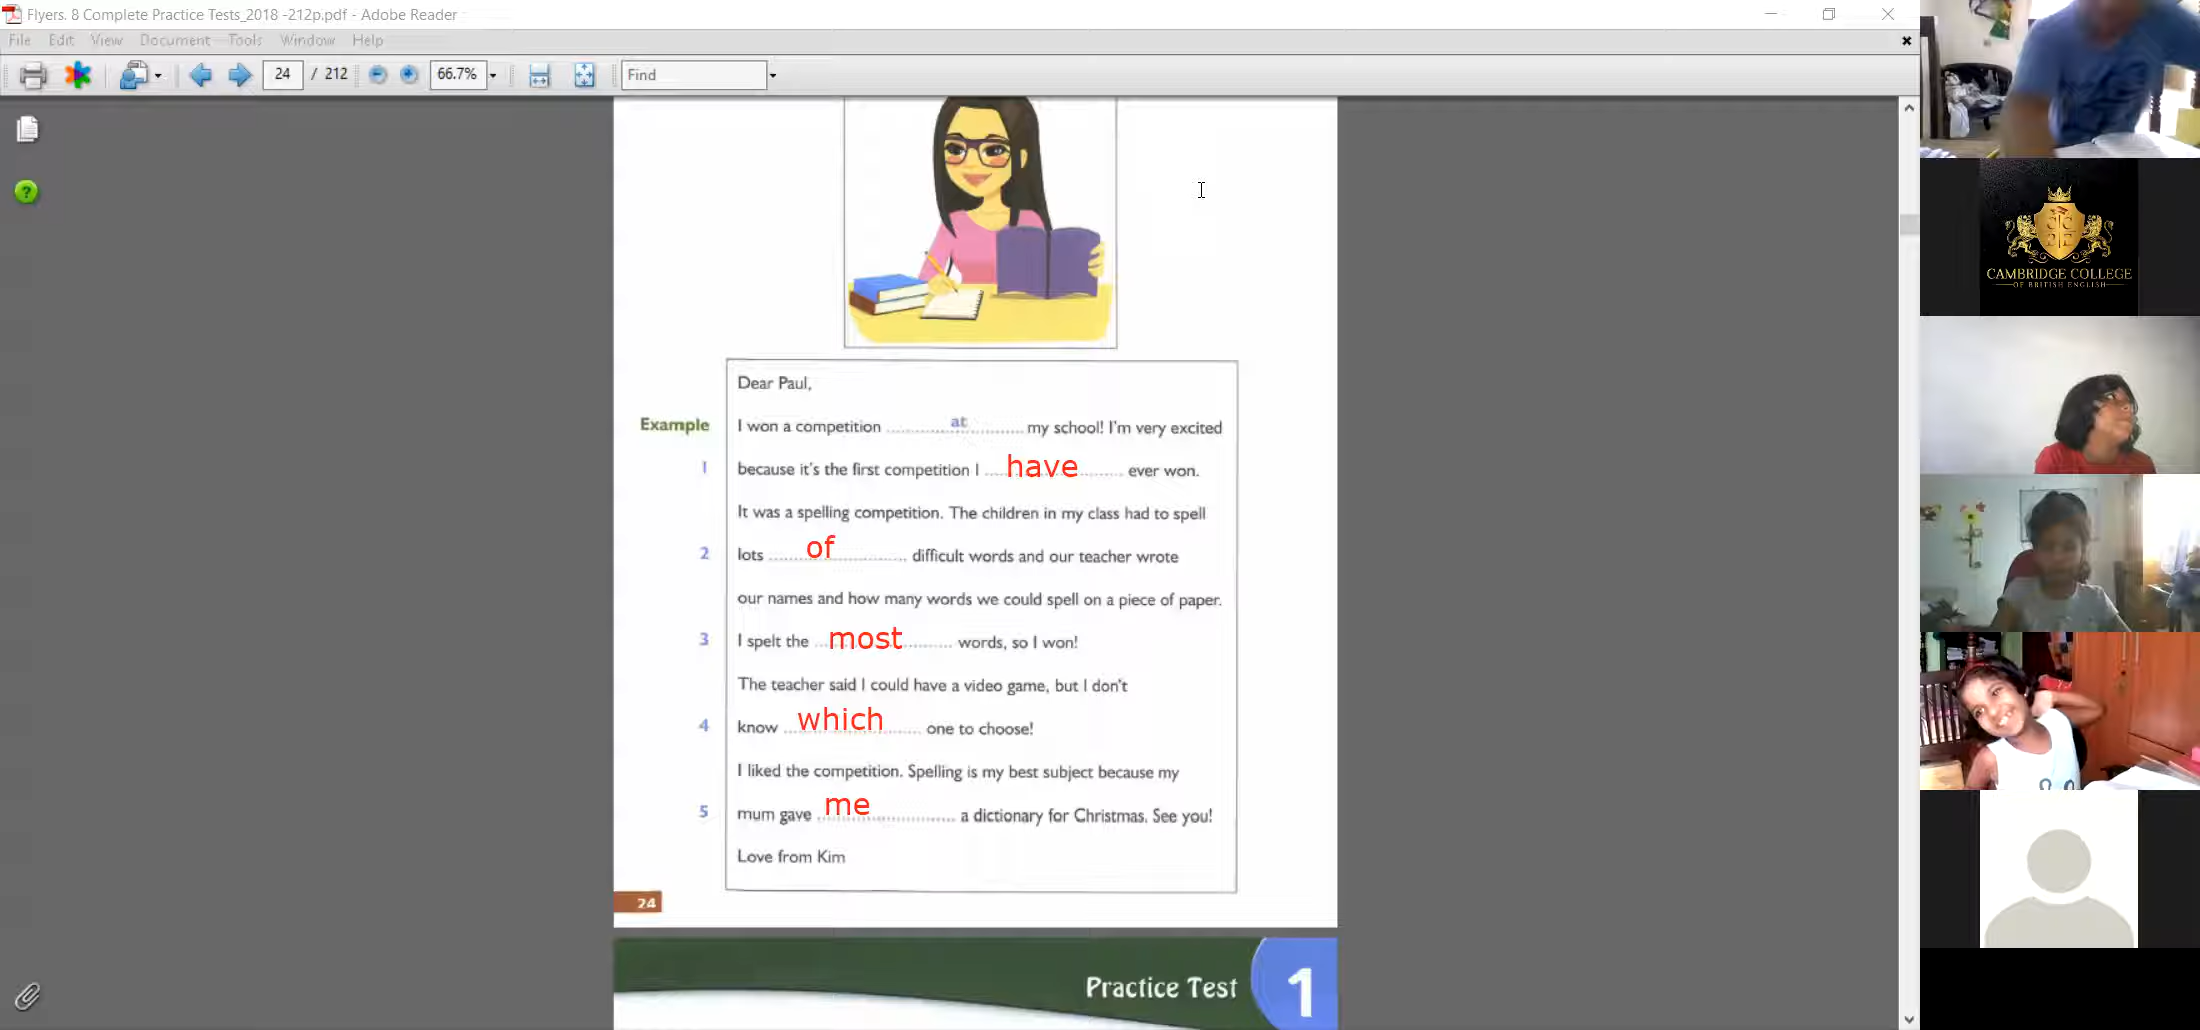 Flyers. 8 Complete Practice Tests_2018 -212p.pdf - Adobe Reader
File Edit View Document Tools Window Help
24 / 212 66.7% Find
Dear Paul,
Example I won a competition at my school! I'm very excited
1 because it's the first competition I have ever won.
It was a spelling competition. The children in my class had to spell
2 lots of difficult words and our teacher wrote
our names and how many words we could spell on a piece of paper.
3 I spelt the most words, so I won!
The teacher said I could have a video game, but I don't
4 know which one to choose!
I liked the competition. Spelling is my best subject because my
5 mum gave me a dictionary for Christmas. See you!
Love from Kim
24
Practice Test 1
CAMBRIDGE COLLEGE
OF BRITISH ENGLISH